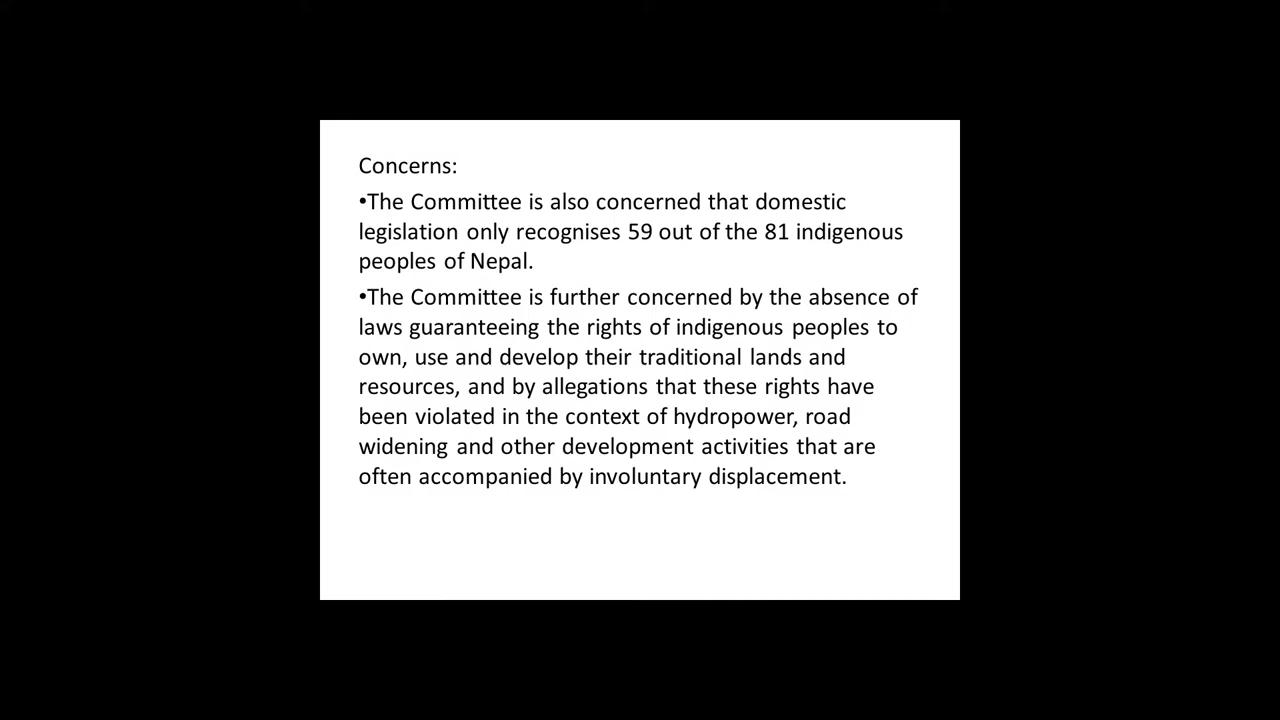 Concerns:
•The Committee is also concerned that domestic
legislation only recognises 59 out of the 81 indigenous
peoples of Nepal.
•The Committee is further concerned by the absence of
laws guaranteeing the rights of indigenous peoples to
own, use and develop their traditional lands and
resources, and by allegations that these rights have
been violated in the context of hydropower, road
widening and other development activities that are
often accompanied by involuntary displacement.